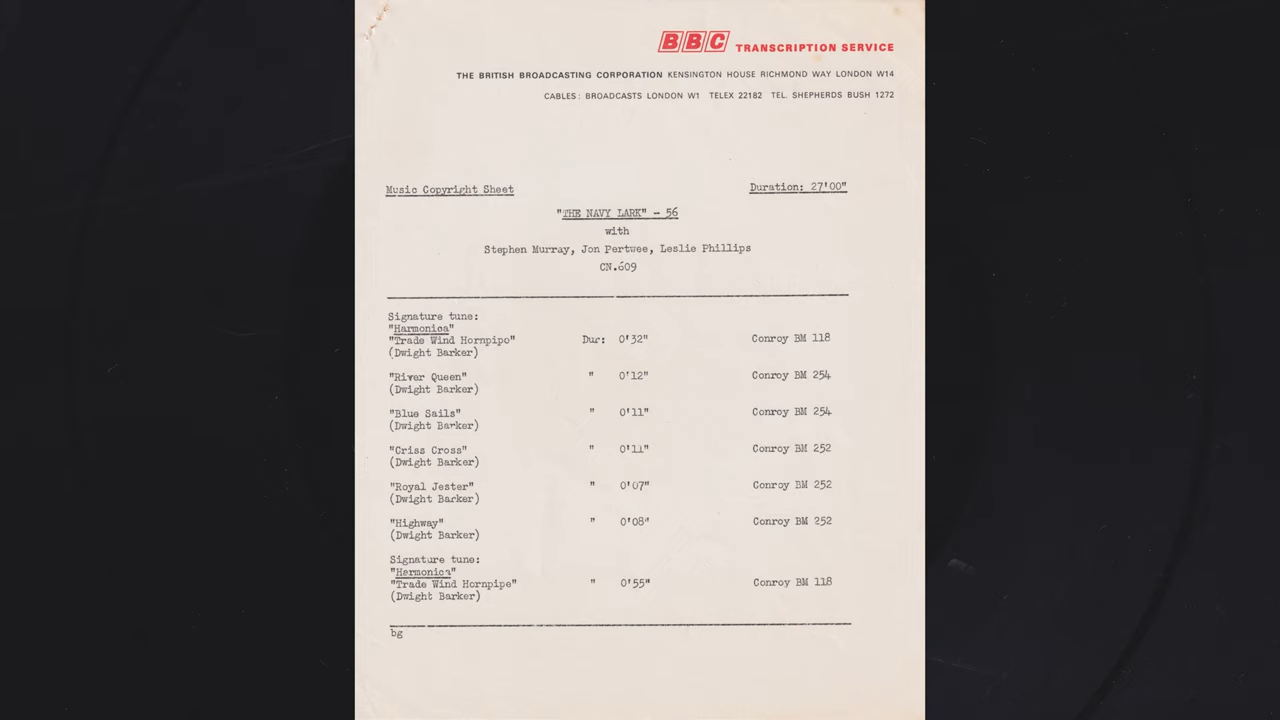 BBC TRANSCRIPTION SERVICE
THE BRITISH BROADCASTING CORPORATION KENSINGTON HOUSE RICHMOND WAY LONDON W14
CABLES: BROADCASTS LONDON W1 TELEX 22182 TEL. SHEPHERDS BUSH 1272
Music Copyright Sheet Duration: 27'00"
"THE NAVY LARK" - 56
with
Stephen Murray, Jon Pertwee, Leslie Phillips
CN.609
Signature tune:
"Harmonica"
"Trade Wind Hornpipo" Dur: 0'32" Conroy BM 118
(Dwight Barker)
"River Queen" " 0'12" Conroy BM 254
(Dwight Barker)
"Blue Sails" " 0'11" Conroy BM 254
(Dwight Barker)
"Criss Cross" " 0'11" Conroy BM 252
(Dwight Barker)
"Royal Jester" " 0'07" Conroy BM 252
(Dwight Barker)
"Highway" " 0'08" Conroy BM 252
(Dwight Barker)
Signature tune:
"Harmonica"
"Trade Wind Hornpipe" " 0'55" Conroy BM 118
(Dwight Barker)
bg